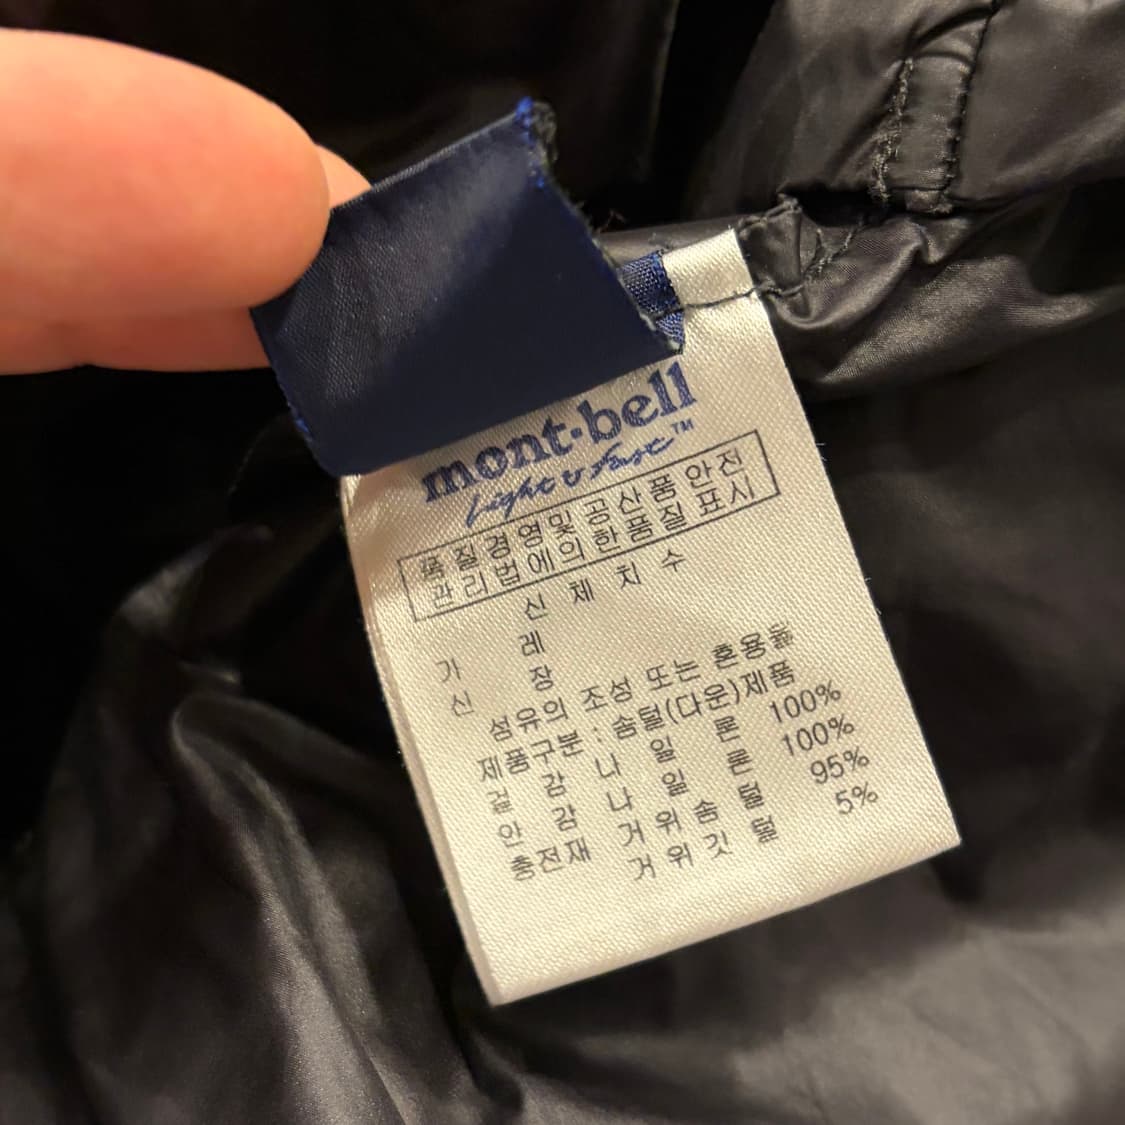 mont-bell™
Light & Fast
품질경영및공산품안전
관리법에의한품질표시
신체치수
가 레
신 장
섬유의 조성 또는 혼용율
제품구분 : 솜털(다운)제품
겉 감 나 일 론 100%
안 감 나 일 론 100%
충전재 거 위 솜 털 95%
거 위 깃 털 5%